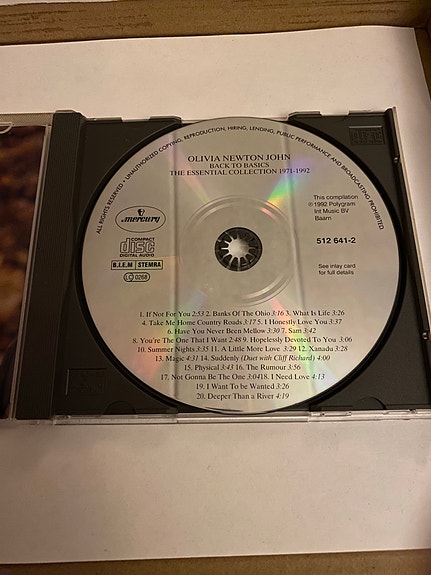 ALL RIGHTS RESERVED • UNAUTHORIZED COPYING, REPRODUCTION, HIRING, LENDING, PUBLIC PERFORMANCE AND BROADCASTING PROHIBITED
OLIVIA NEWTON JOHN
BACK TO BASICS
THE ESSENTIAL COLLECTION 1971-1992
mercury
COMPACT
disc
DIGITAL AUDIO
B.I.E.M STEMRA
LC 0268
This compilation
℗ 1992 Polygram
Int Music BV
Baarn
512 641-2
See inlay card
for full details
1. If Not For You 2:53 2. Banks Of The Ohio 3:16 3. What Is Life 3:26
4. Take Me Home Country Roads 3:17 5. I Honestly Love You 3:37
6. Have You Never Been Mellow 3:30 7. Sam 3:42
8. You're The One That I Want 2:48 9. Hopelessly Devoted To You 3:06
10. Summer Nights 3:35 11. A Little More Love 3:29 12. Xanadu 3:28
13. Magic 4:31 14. Suddenly (Duet with Cliff Richard) 4:00
15. Physical 3:43 16. The Rumour 3:56
17. Not Gonna Be The One 3:04 18. I Need Love 4:13
19. I Want to be Wanted 3:26
20. Deeper Than a River 4:19